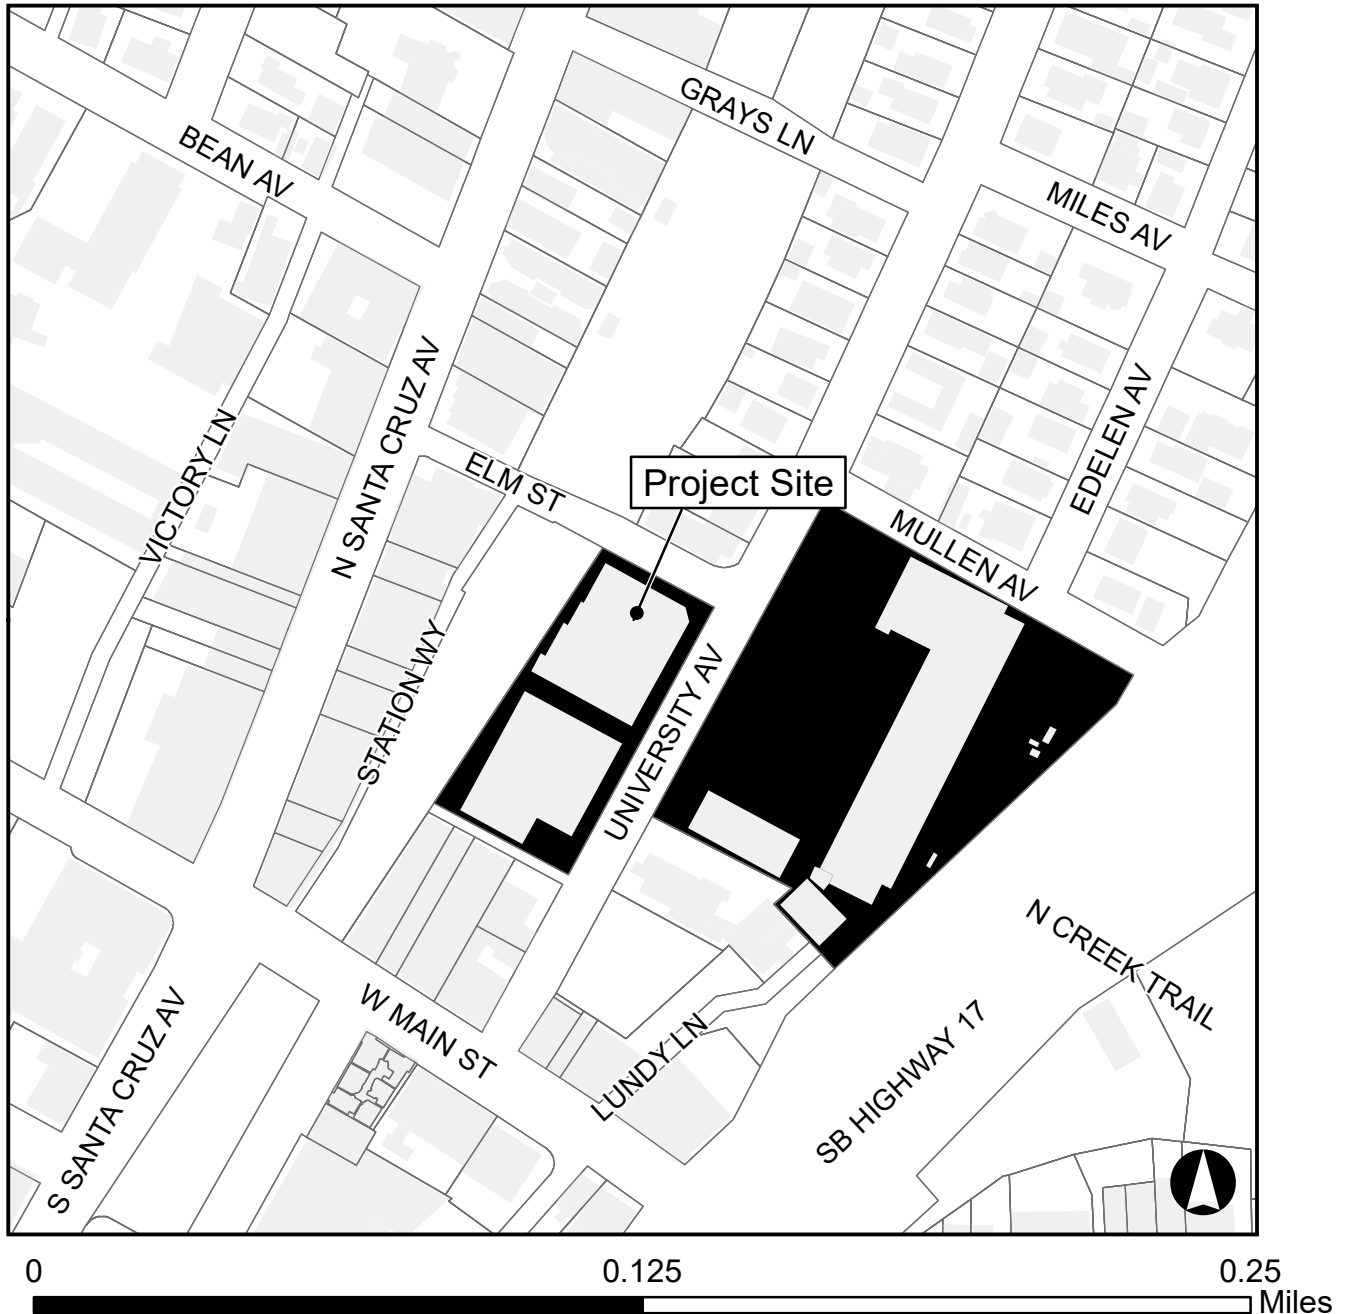 GRAYS LN
BEAN AV
MILES AV
N SANTA CRUZ AV
EDELEN AV
VICTORY LN
ELM ST
Project Site
MULLEN AV
STATION WY
UNIVERSITY AV
N CREEK TRAIL
W MAIN ST
S SANTA CRUZ AV
LUNDY LN
SB HIGHWAY 17
0 0.125 0.25
Miles